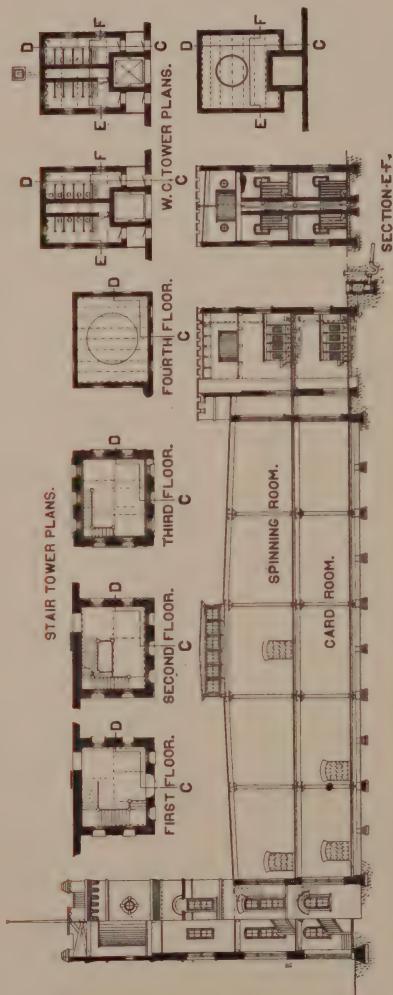 STAIR TOWER PLANS.
D
D
D
D
D
D
C
C
C
C
C
C
E
F
E
F
E
F
FIRST FLOOR.
SECOND FLOOR.
THIRD FLOOR.
FOURTH FLOOR.
W.C. TOWER PLANS.
SPINNING ROOM.
CARD ROOM.
SECTION-E-F.